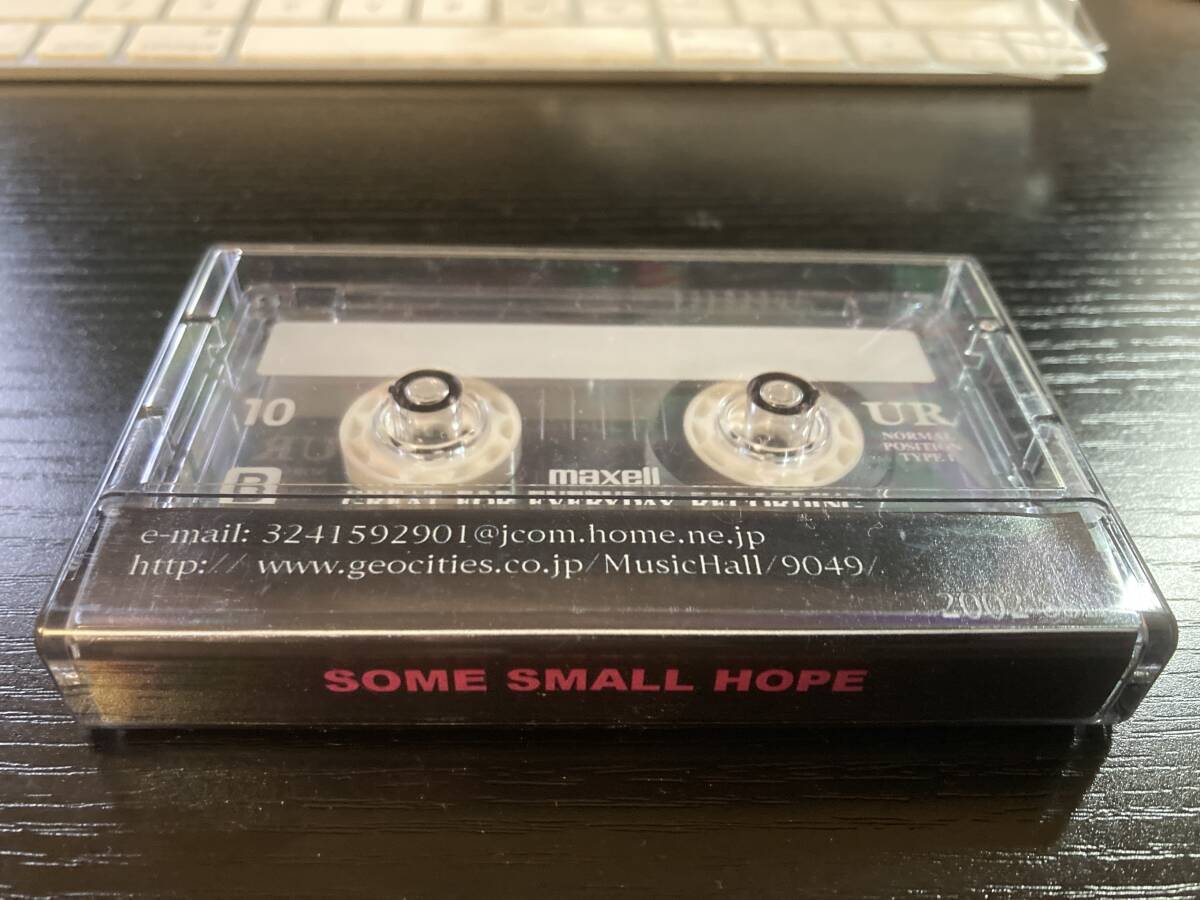 10
UR
NORMAL
POSITION
TYPE I
B
maxell
e-mail: 3241592901@jcom.home.ne.jp
http:// www.geocities.co.jp/MusicHall/9049/
2002
SOME SMALL HOPE